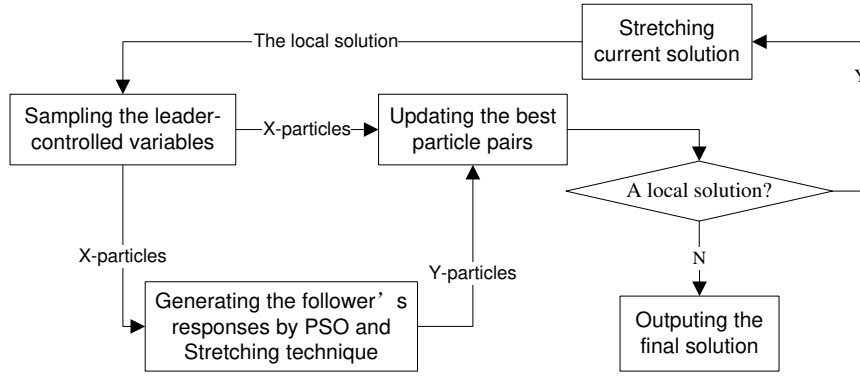 Stretching
current solution
The local solution
Y
Sampling the leader-
controlled variables
X-particles
Updating the best
particle pairs
A local solution?
X-particles
Y-particles
N
Generating the follower’s
responses by PSO and
Stretching technique
Outputing the
final solution